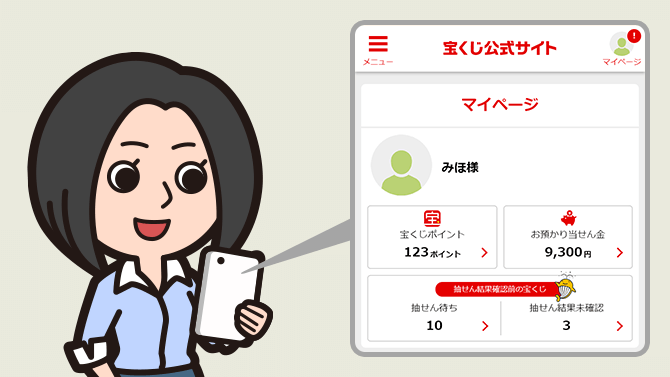 宝くじ公式サイト
メニュー
マイページ
マイページ
みほ様
宝
宝くじポイント
お預かり当せん金
123ポイント
9,300円
抽せん結果確認前の宝くじ
抽せん待ち
抽せん結果未確認
10
3